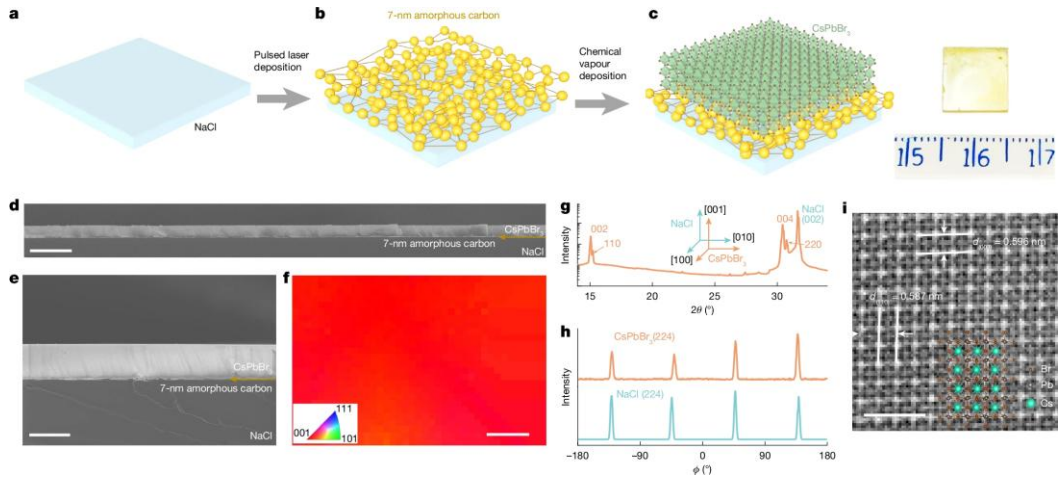 a
b
c
7-nm amorphous carbon
CsPbBr₃
Pulsed laser
deposition
Chemical
vapour
deposition
NaCl
15 16 17
d
CsPbBr₃
7-nm amorphous carbon
NaCl
e
CsPbBr₃
7-nm amorphous carbon
NaCl
f
111
001
101
g
Intensity
002
110
NaCl
[001]
[010]
[100]
CsPbBr₃
004
NaCl
(002)
220
15
20
25
30
2θ (°)
h
Intensity
CsPbBr₃(224)
NaCl (224)
−180
−90
0
90
180
ϕ (°)
i
= 0.596 nm
= 0.587 nm
Br
Pb
Cs